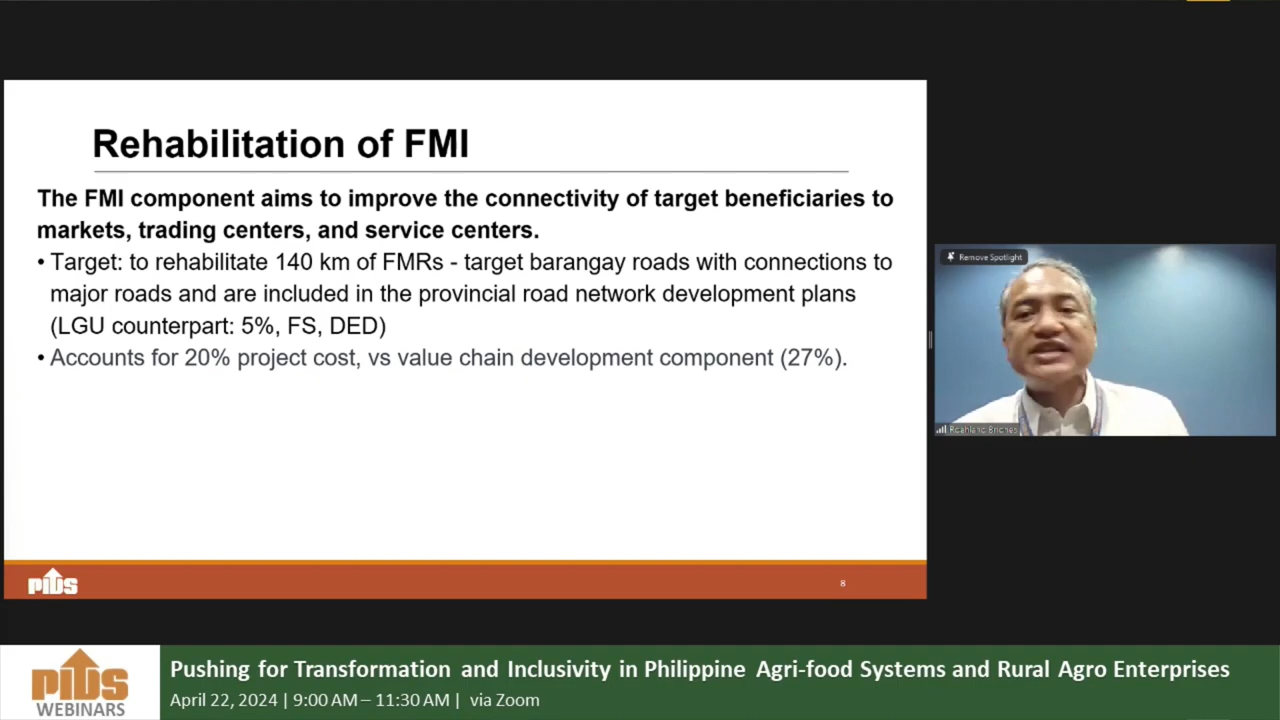 Rehabilitation of FMI
The FMI component aims to improve the connectivity of target beneficiaries to
markets, trading centers, and service centers.
• Target: to rehabilitate 140 km of FMRs - target barangay roads with connections to
major roads and are included in the provincial road network development plans
(LGU counterpart: 5%, FS, DED)
• Accounts for 20% project cost, vs value chain development component (27%).
Remove Spotlight
Roehlano Briones
PIDS
8
PIDS
WEBINARS
Pushing for Transformation and Inclusivity in Philippine Agri-food Systems and Rural Agro Enterprises
April 22, 2024 | 9:00 AM – 11:30 AM | via Zoom